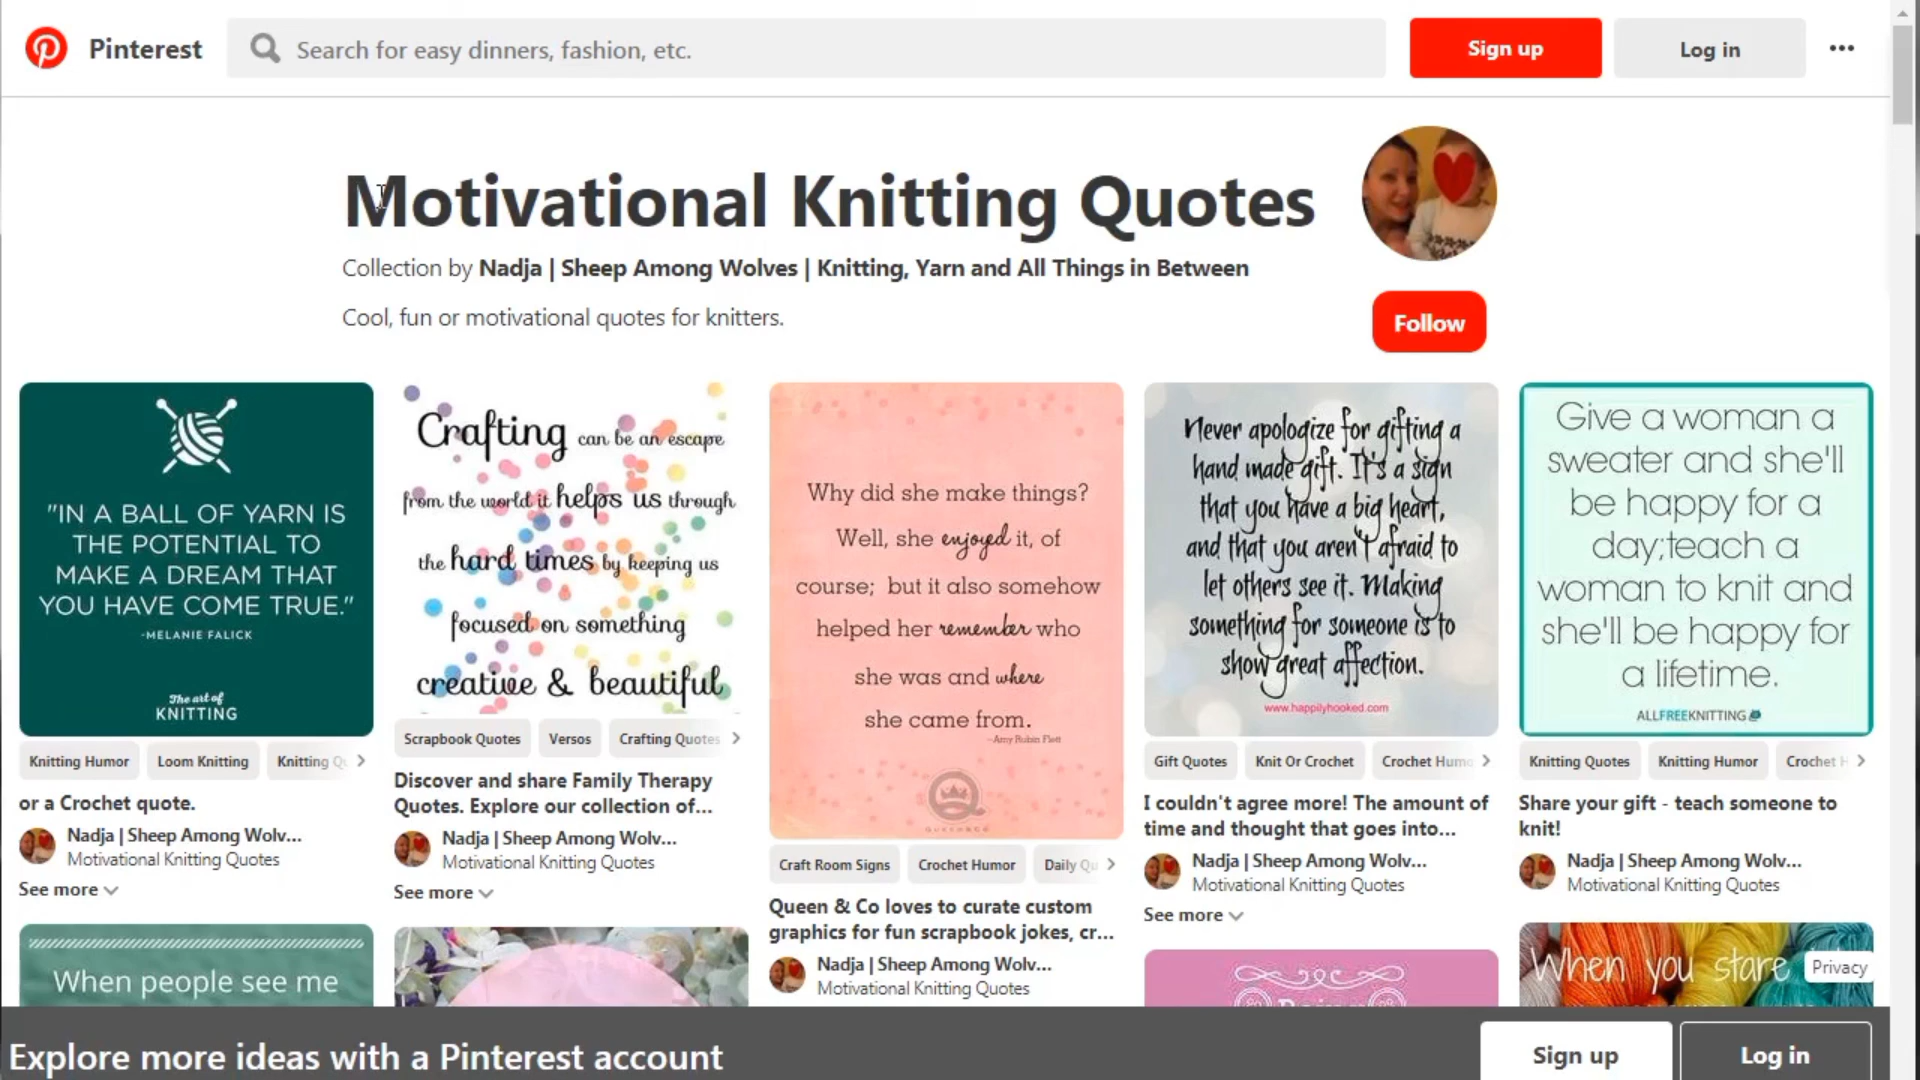 Pinterest
Search for easy dinners, fashion, etc.
Sign up
Log in
Motivational Knitting Quotes
Collection by Nadja | Sheep Among Wolves | Knitting, Yarn and All Things in Between
Cool, fun or motivational quotes for knitters.
Follow
"IN A BALL OF YARN IS
THE POTENTIAL TO
MAKE A DREAM THAT
YOU HAVE COME TRUE."
-MELANIE FALICK
The art of
KNITTING
Knitting Humor
Loom Knitting
Knitting
or a Crochet quote.
Nadja | Sheep Among Wolv...
Motivational Knitting Quotes
See more
When people see me
Crafting can be an escape
from the world it helps us through
the hard times by keeping us
focused on something
creative & beautiful
Scrapbook Quotes
Versos
Crafting Quotes
Discover and share Family Therapy
Quotes. Explore our collection of...
Nadja | Sheep Among Wolv...
Motivational Knitting Quotes
See more
Why did she make things?
Well, she enjoyed it, of
course; but it also somehow
helped her remember who
she was and where
she came from.
-Amy Rubin Flett
Craft Room Signs
Crochet Humor
Daily
Queen & Co loves to curate custom
graphics for fun scrapbook jokes, cr...
Nadja | Sheep Among Wolv...
Motivational Knitting Quotes
Never apologize for gifting a
hand made gift. It's a sign
that you have a big heart,
and that you aren't afraid to
let others see it. Making
something for someone is to
show great affection.
www.happilyhooked.com
Gift Quotes
Knit Or Crochet
Crochet
I couldn't agree more! The amount of
time and thought that goes into...
Nadja | Sheep Among Wolv...
Motivational Knitting Quotes
See more
Give a woman a
sweater and she'll
be happy for a
day;teach a
woman to knit and
she'll be happy for
a lifetime.
ALLFREEKNITTING
Knitting Quotes
Knitting Humor
Crochet
Share your gift - teach someone to
knit!
Nadja | Sheep Among Wolv...
Motivational Knitting Quotes
When you stare
Privacy
Explore more ideas with a Pinterest account
Sign up
Log in